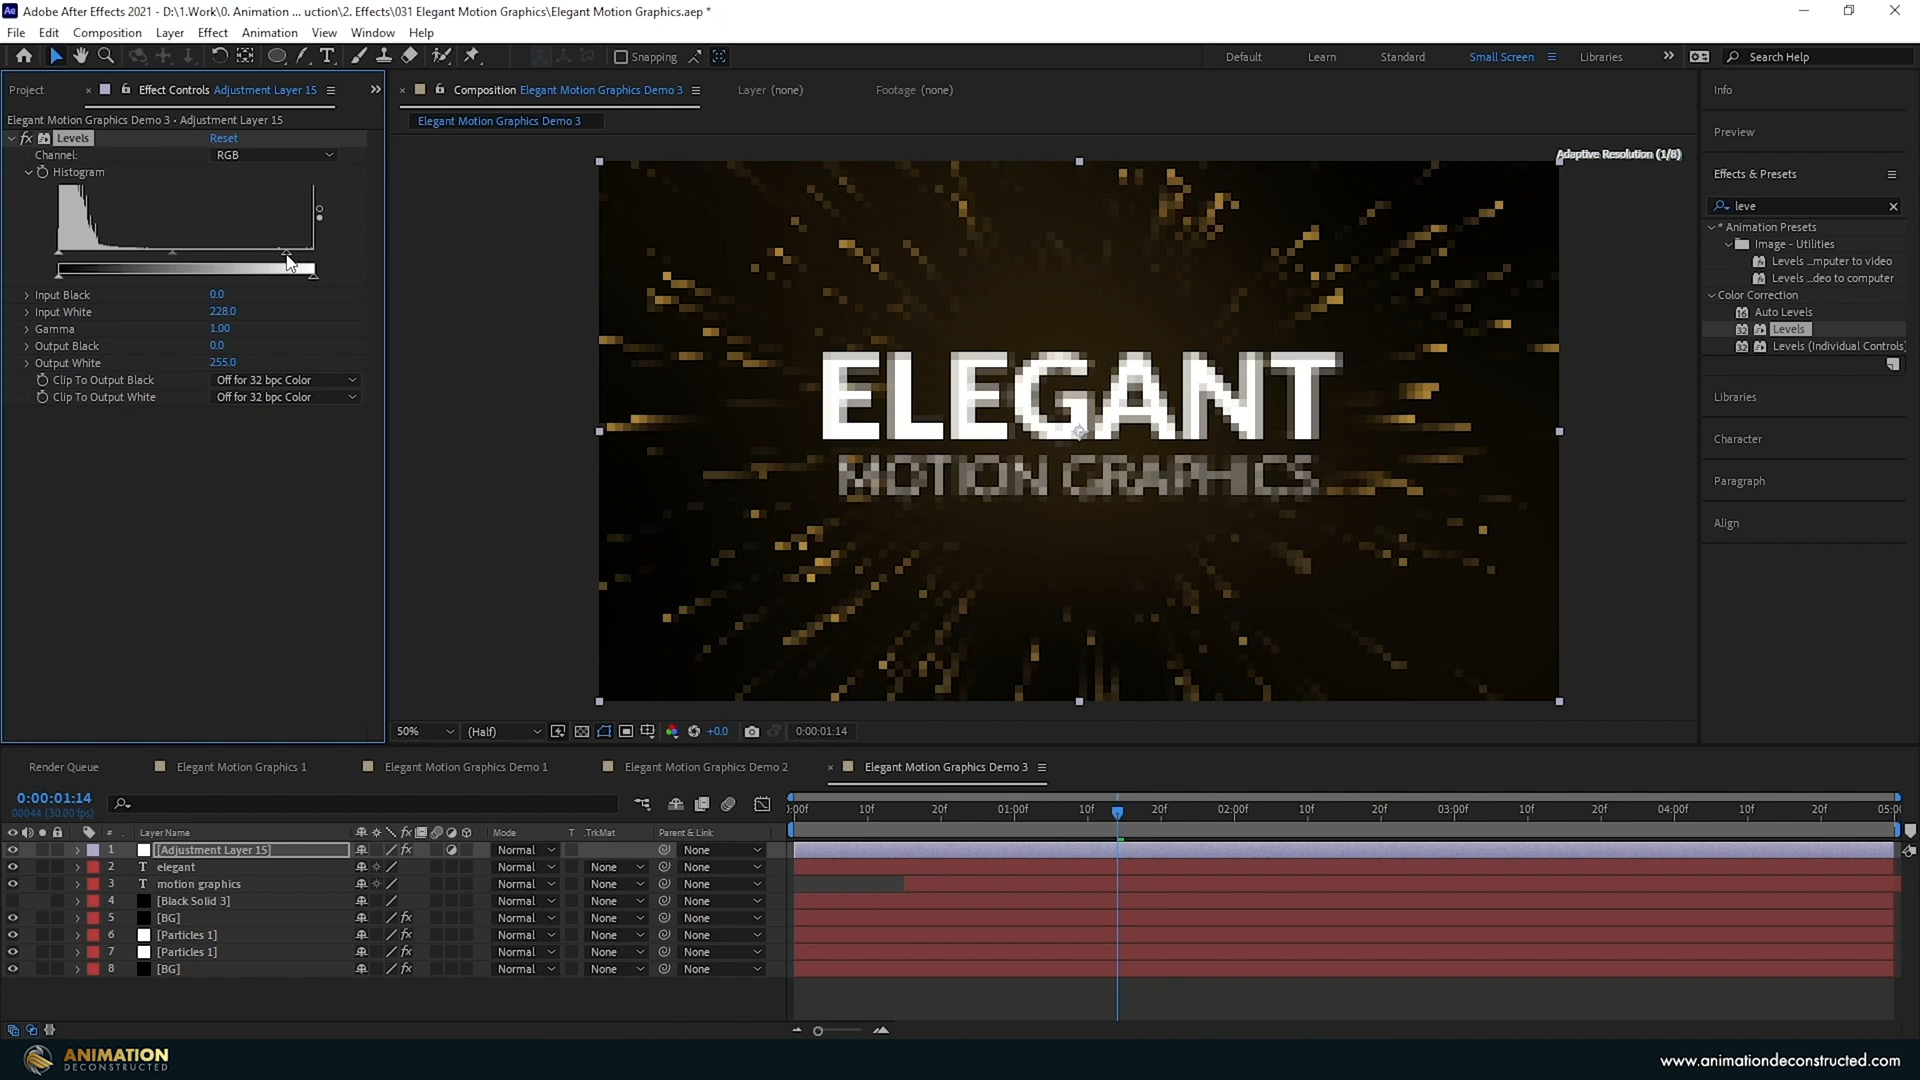 Adobe After Effects 2021 - D:\1.Work\0. Animation ... uction\2. Effects\031 Elegant Motion Graphics\Elegant Motion Graphics.aep *
File Edit Composition Layer Effect Animation View Window Help
Snapping Default Learn Standard Small Screen Libraries Search Help
Project Effect Controls Adjustment Layer 15
Elegant Motion Graphics Demo 3 • Adjustment Layer 15
fx Levels Reset
Channel: RGB
Histogram
Input Black 0.0
Input White 228.0
Gamma 1.00
Output Black 0.0
Output White 255.0
Clip To Output Black Off for 32 bpc Color
Clip To Output White Off for 32 bpc Color
Composition Elegant Motion Graphics Demo 3 Layer (none) Footage (none)
Elegant Motion Graphics Demo 3
Adaptive Resolution (1/8)
ELEGANT
MOTION GRAPHICS
50% (Half) +0.0 0:00:01:14
Info
Preview
Effects & Presets
leve
* Animation Presets
Image - Utilities
Levels ...mputer to video
Levels ...deo to computer
Color Correction
16 Auto Levels
32 Levels
32 Levels (Individual Controls)
Libraries
Character
Paragraph
Align
Render Queue Elegant Motion Graphics 1 Elegant Motion Graphics Demo 1 Elegant Motion Graphics Demo 2 Elegant Motion Graphics Demo 3
0:00:01:14
00044 (30.00 fps)
:00f 10f 20f 01:00f 10f 20f 02:00f 10f 20f 03:00f 10f 20f 04:00f 10f 20f 05:00
# Layer Name fx Mode T .TrkMat Parent & Link
1 [Adjustment Layer 15] fx Normal None
2 T elegant Normal None None
3 T motion graphics Normal None None
4 [Black Solid 3] Normal None None
5 [BG] fx Normal None None
6 [Particles 1] fx Normal None None
7 [Particles 1] fx Normal None None
8 [BG] fx Normal None None
ANIMATION
DECONSTRUCTED
www.animationdeconstructed.com